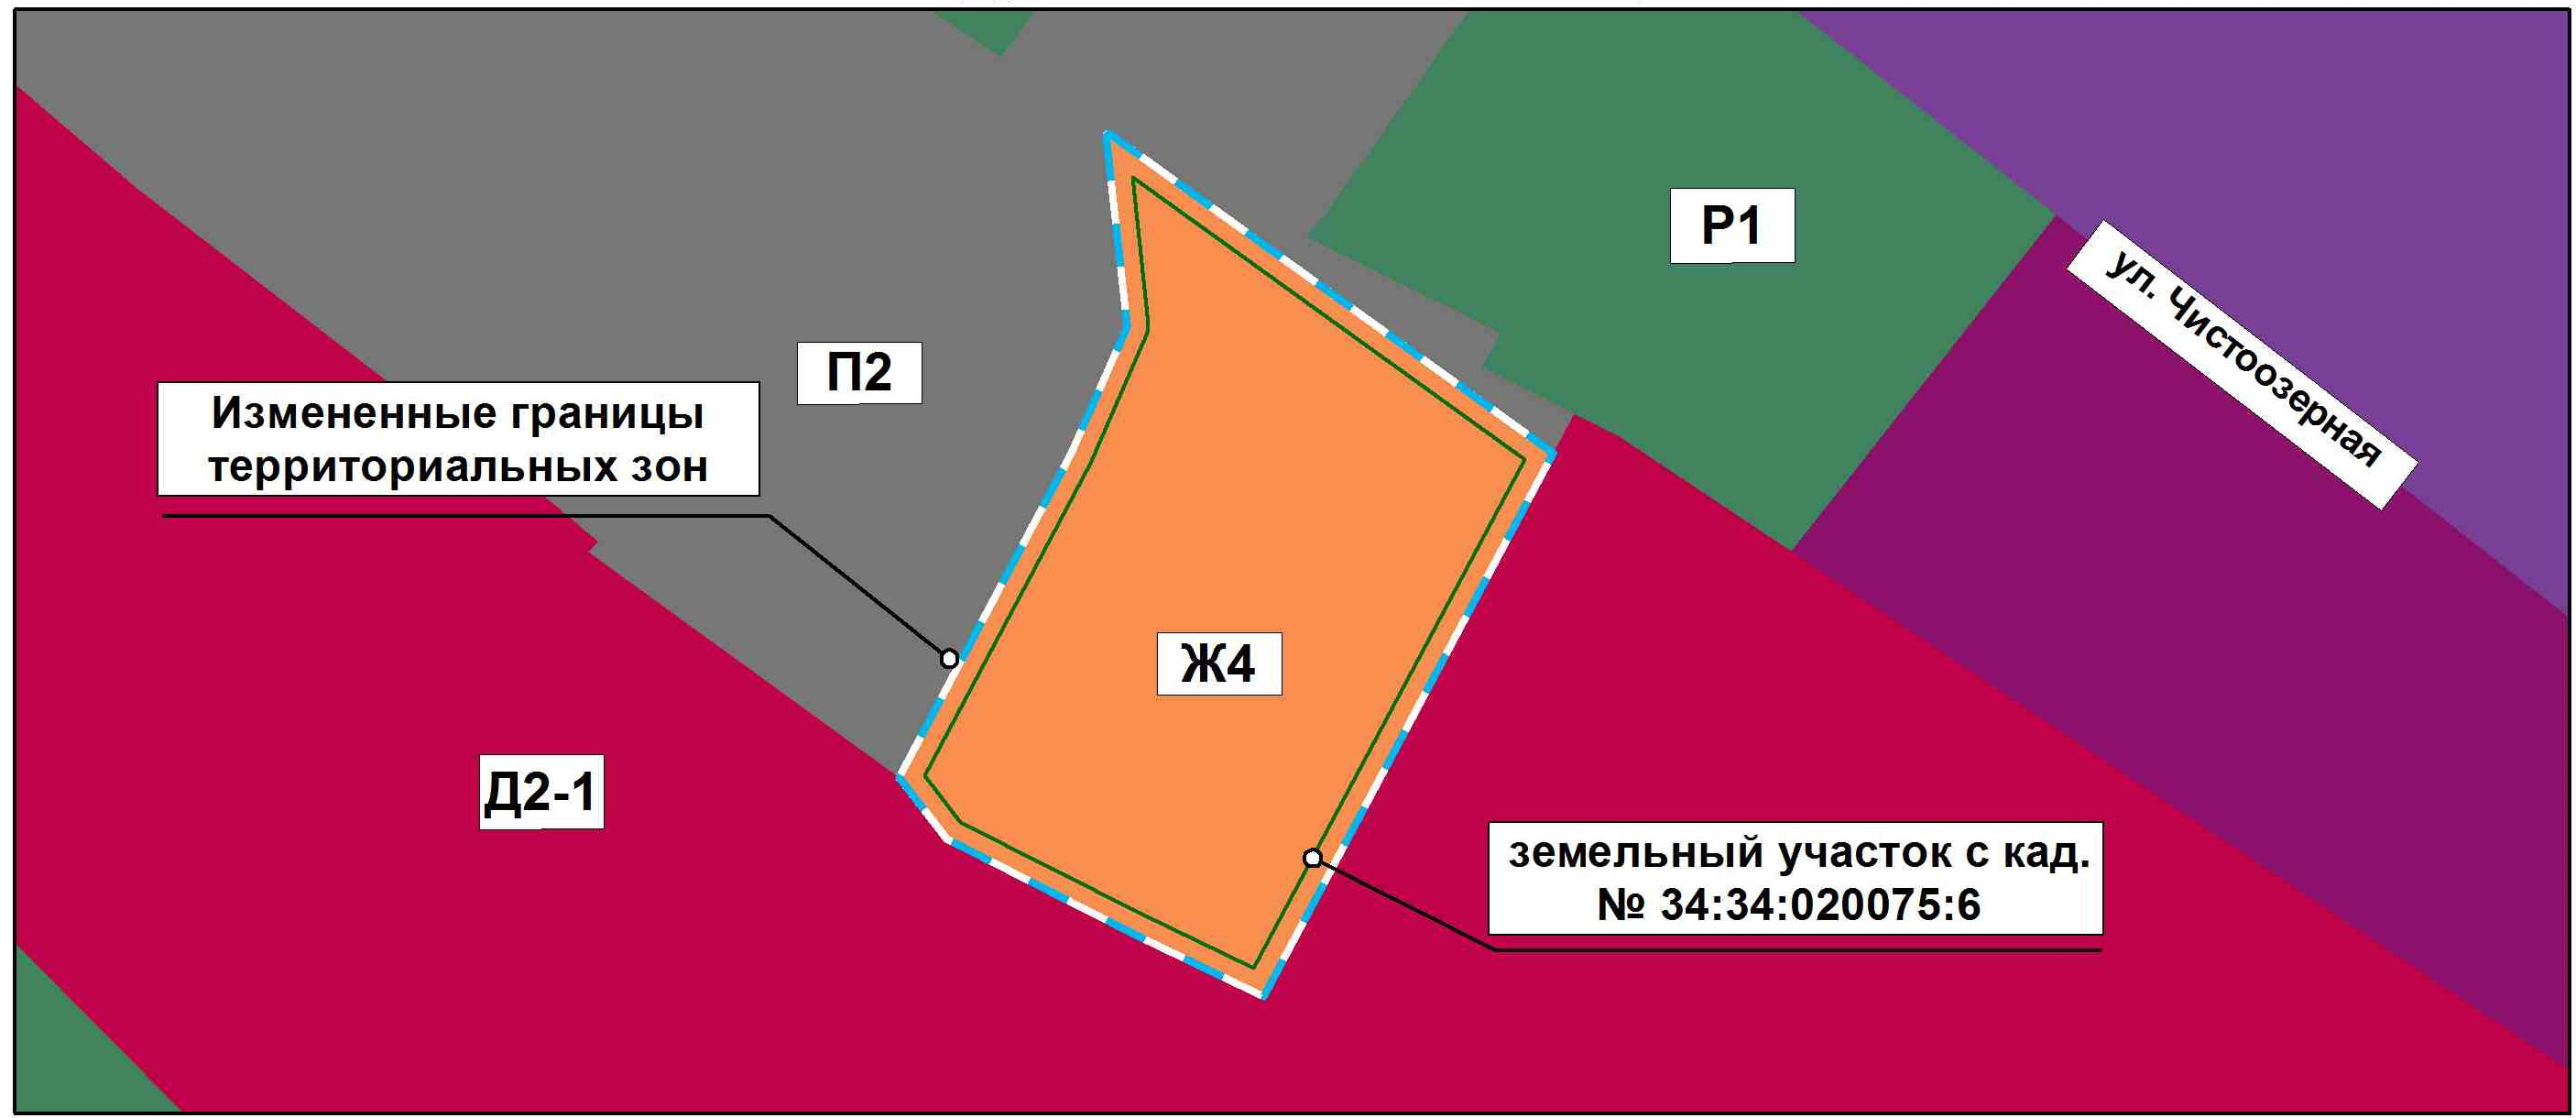 Р1
ул. Чистоозерная
П2
Измененные границы
территориальных зон
Ж4
Д2-1
земельный участок с кад.
№ 34:34:020075:6